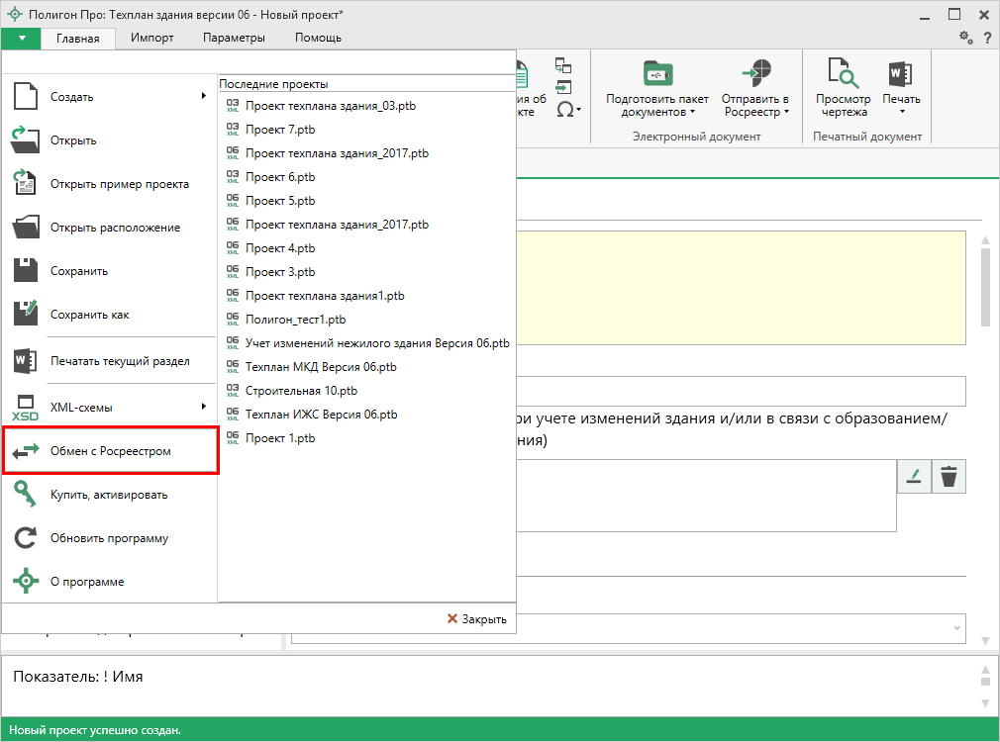 Полигон Про: Техплан здания версии 06 - Новый проект*
Главная Импорт Параметры Помощь
Создать
Открыть
Открыть пример проекта
Открыть расположение
Сохранить
Сохранить как
Печатать текущий раздел
XSD XML-схемы
Обмен с Росреестром
Купить, активировать
Обновить программу
О программе
Последние проекты
03 XML Проект техплана здания_03.ptb
03 XML Проект 7.ptb
06 XML Проект техплана здания_2017.ptb
03 XML Проект 6.ptb
06 XML Проект 5.ptb
06 XML Проект техплана здания_2017.ptb
06 XML Проект 4.ptb
06 XML Проект 3.ptb
06 XML Проект техплана здания1.ptb
06 XML Полигон_тест1.ptb
06 XML Учет изменений нежилого здания Версия 06.ptb
06 XML Техплан МКД Версия 06.ptb
03 XML Строительная 10.ptb
06 XML Техплан ИЖС Версия 06.ptb
06 XML Проект 1.ptb
Закрыть
об
кте
Ω
Подготовить пакет
документов
Отправить в
Росреестр
Электронный документ
Просмотр
чертежа
Печать
Печатный документ
ри учете изменений здания и/или в связи с образованием/
ния)
Показатель: ! Имя
Новый проект успешно создан.